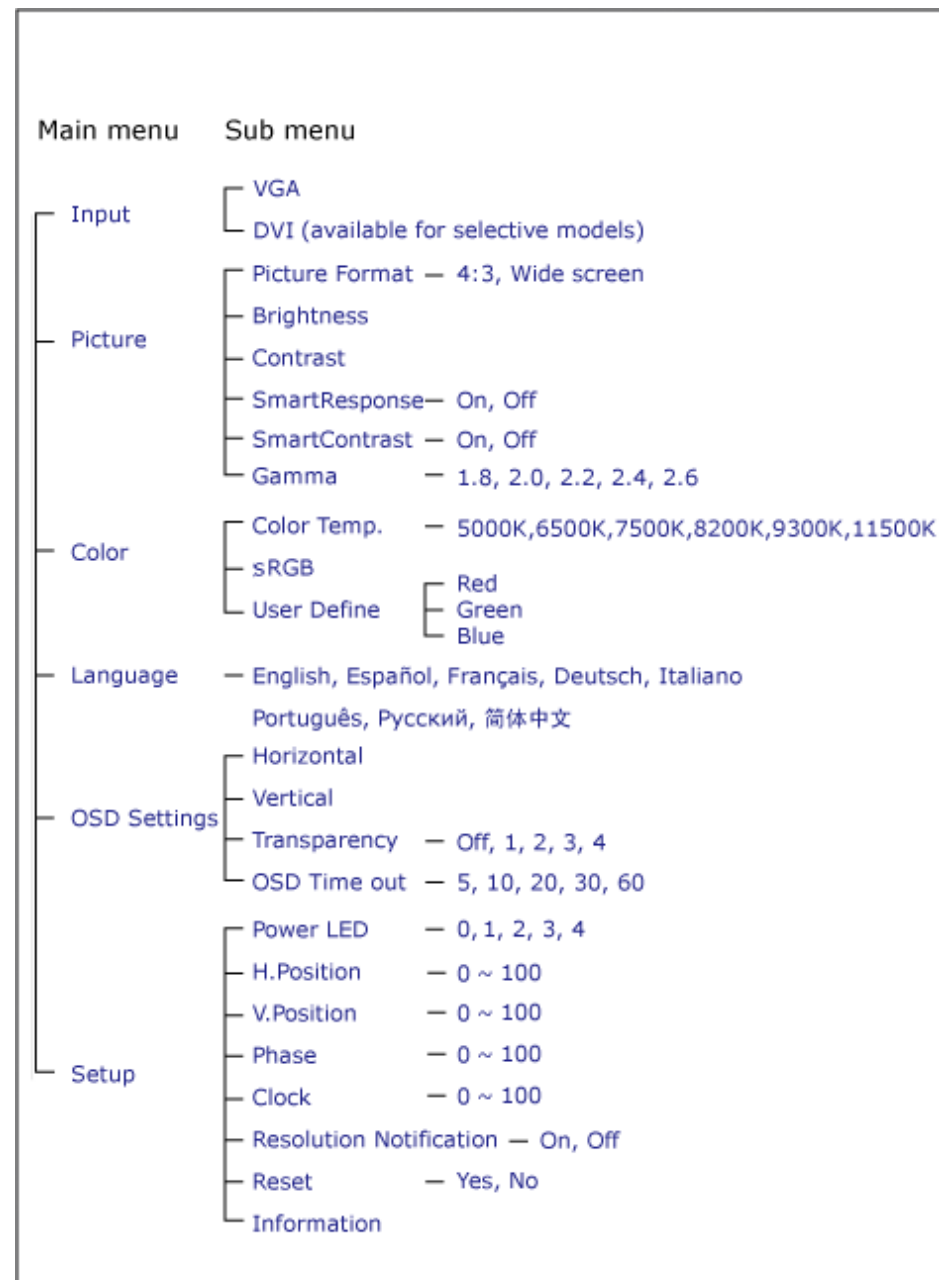 Main menu Sub menu
VGA
Input
DVI (available for selective models)
Picture Format — 4:3, Wide screen
Brightness
Picture
Contrast
SmartResponse— On, Off
SmartContrast — On, Off
Gamma — 1.8, 2.0, 2.2, 2.4, 2.6
Color Temp. — 5000K,6500K,7500K,8200K,9300K,11500K
Color
sRGB
Red
User Define Green
Blue
Language — English, Español, Français, Deutsch, Italiano
Português, Русский, 简体中文
Horizontal
Vertical
OSD Settings
Transparency — Off, 1, 2, 3, 4
OSD Time out — 5, 10, 20, 30, 60
Power LED — 0, 1, 2, 3, 4
H.Position — 0 ~ 100
V.Position — 0 ~ 100
Phase — 0 ~ 100
Setup
Clock — 0 ~ 100
Resolution Notification — On, Off
Reset — Yes, No
Information